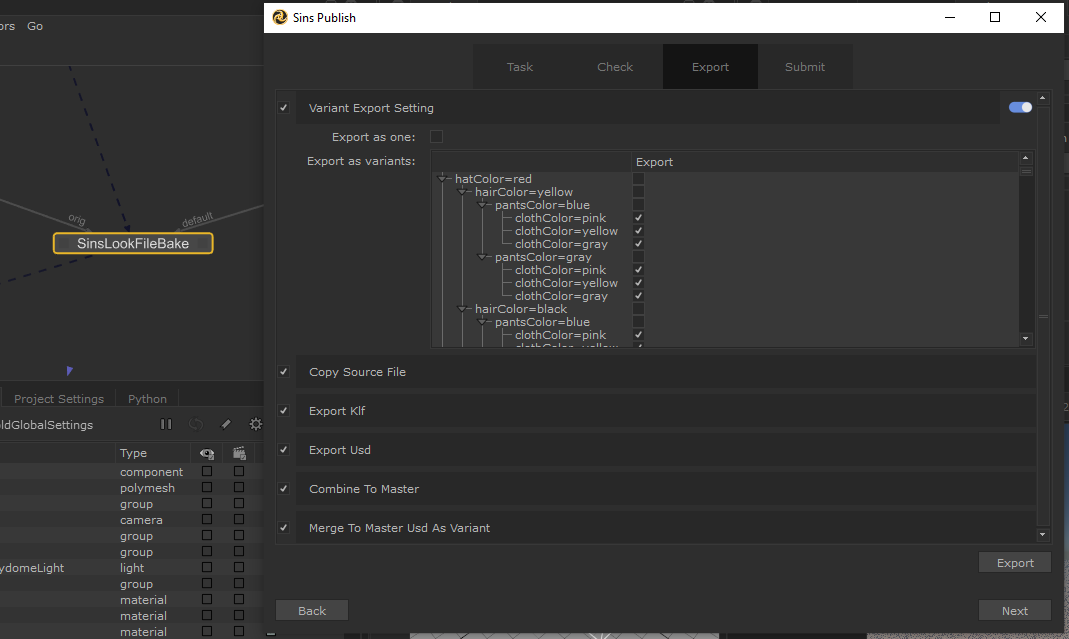 ors Go
Sins Publish
Task Check Export Submit
Variant Export Setting
Export as one:
Export as variants:
Export
hatColor=red
hairColor=yellow
pantsColor=blue
clothColor=pink
clothColor=yellow
clothColor=gray
pantsColor=gray
clothColor=pink
clothColor=yellow
clothColor=gray
hairColor=black
pantsColor=blue
clothColor=pink
clothColor=yellow
Copy Source File
Export Klf
Export Usd
Combine To Master
Merge To Master Usd As Variant
Export
Back Next
orig default
SinsLookFileBake
Project Settings Python
ldGlobalSettings
Type
component
polymesh
group
camera
group
group
ydomeLight light
group
material
material
material